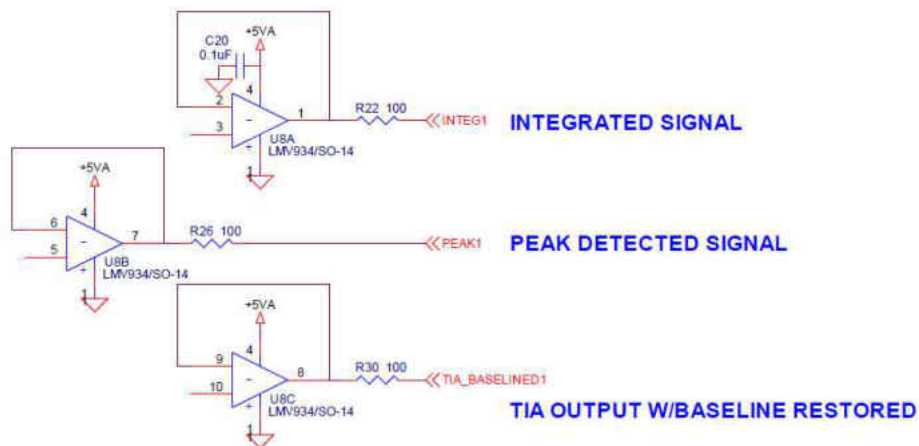 +5VA
C20
0.1uF
4
2
-
1
R22 100
INTEG1
INTEGRATED SIGNAL
3
+
U8A
LMV934/SO-14
1
+5VA
4
6
-
7
R26 100
PEAK1
PEAK DETECTED SIGNAL
5
+
U8B
LMV934/SO-14
1
+5VA
4
9
-
8
R30 100
TIA_BASELINED1
10
+
U8C
LMV934/SO-14
TIA OUTPUT W/BASELINE RESTORED
1